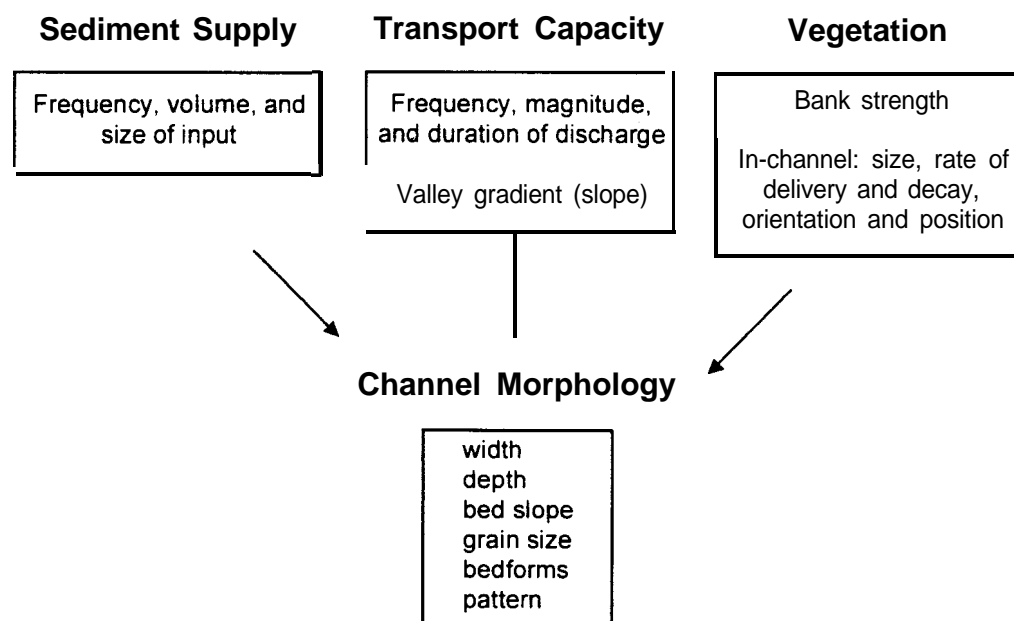 Sediment Supply
Frequency, volume, and
size of input
Transport Capacity
Frequency, magnitude,
and duration of discharge
Valley gradient (slope)
Vegetation
Bank strength
In-channel: size, rate of
delivery and decay,
orientation and position
Channel Morphology
width
depth
bed slope
grain size
bedforms
pattern